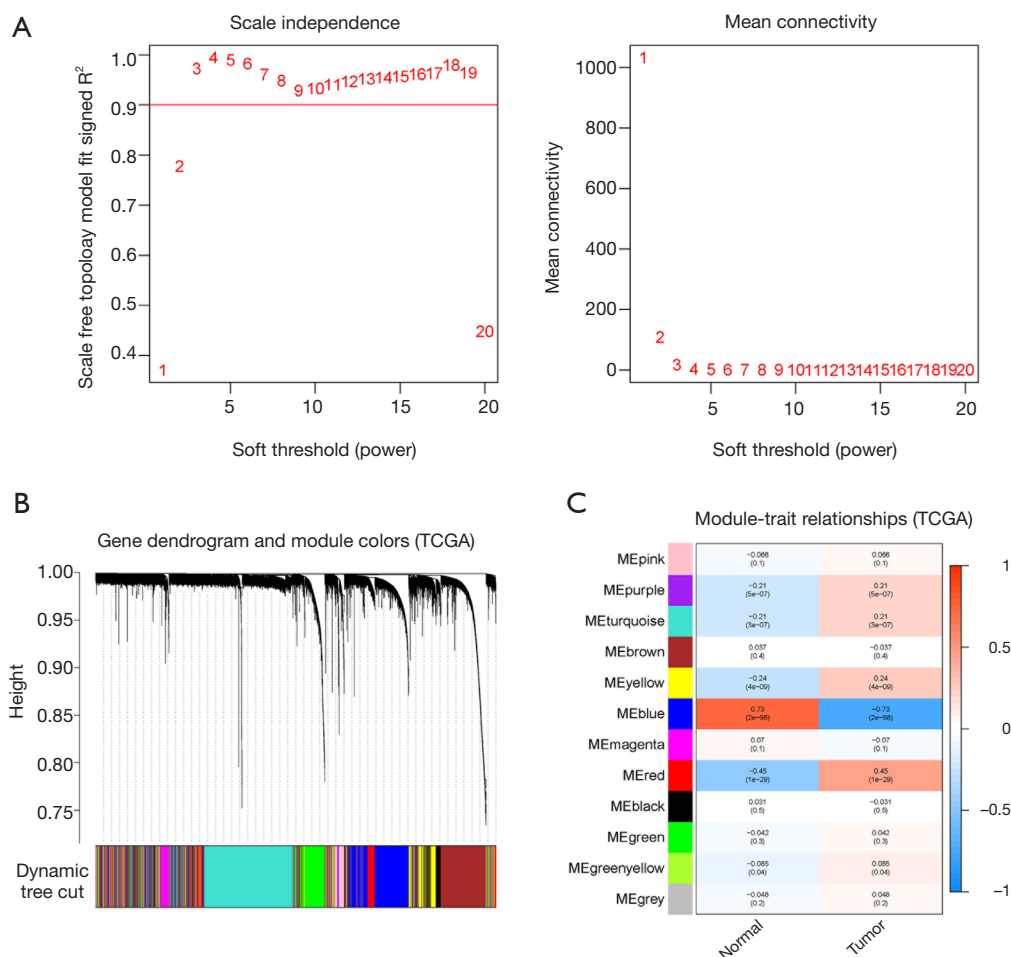 A
Scale independence
Scale free topoloay model fit signed R²
1.0
0.9
0.8
0.7
0.6
0.5
0.4
1
2
3
4
5
6
7
8
9
10
11
12
13
14
15
16
17
18
19
20
5
10
15
20
Soft threshold (power)
Mean connectivity
Mean connectivity
1000
800
600
400
200
0
1
2
3
4
5
6
7
8
9
10
11
12
13
14
15
16
17
18
19
20
5
10
15
20
Soft threshold (power)
B
Gene dendrogram and module colors (TCGA)
Height
1.00
0.95
0.90
0.85
0.80
0.75
Dynamic
tree cut
C
Module-trait relationships (TCGA)
MEpink
−0.066
(0.1)
0.066
(0.1)
MEpurple
−0.21
(5e−07)
0.21
(5e−07)
MEturquoise
−0.21
(3e−07)
0.21
(3e−07)
MEbrown
0.037
(0.4)
−0.037
(0.4)
MEyellow
−0.24
(4e−09)
0.24
(4e−09)
MEblue
0.73
(2e−98)
−0.73
(2e−98)
MEmagenta
0.07
(0.1)
−0.07
(0.1)
MEred
−0.45
(1e−29)
0.45
(1e−29)
MEblack
0.031
(0.5)
−0.031
(0.5)
MEgreen
−0.042
(0.3)
0.042
(0.3)
MEgreenyellow
−0.085
(0.04)
0.085
(0.04)
MEgrey
−0.048
(0.2)
0.048
(0.2)
Normal
Tumor
1
0.5
0
−0.5
−1